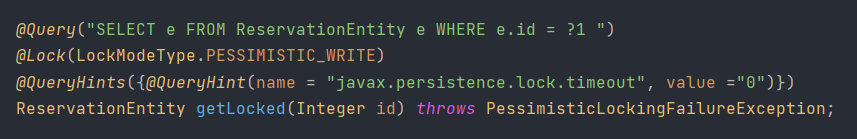 @Query("SELECT e FROM ReservationEntity e WHERE e.id = ?1 ")
@Lock(LockModeType.PESSIMISTIC_WRITE)
@QueryHints({@QueryHint(name = "javax.persistence.lock.timeout", value ="0")})
ReservationEntity getLocked(Integer id) throws PessimisticLockingFailureException;